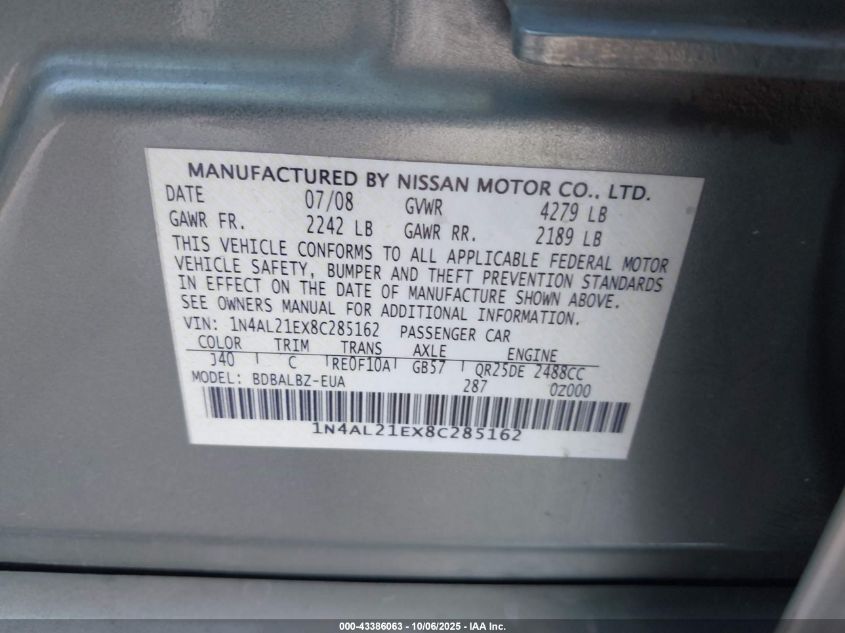 MANUFACTURED BY NISSAN MOTOR CO., LTD.
DATE 07/08 GVWR 4279 LB
GAWR FR. 2242 LB GAWR RR. 2189 LB
THIS VEHICLE CONFORMS TO ALL APPLICABLE FEDERAL MOTOR
VEHICLE SAFETY, BUMPER AND THEFT PREVENTION STANDARDS
IN EFFECT ON THE DATE OF MANUFACTURE SHOWN ABOVE.
SEE OWNERS MANUAL FOR ADDITIONAL INFORMATION.
VIN: 1N4AL21EX8C285162 PASSENGER CAR
COLOR TRIM TRANS AXLE ENGINE
J40 C RE0F10A GB57 QR25DE 2488CC
MODEL: BDBALBZ-EUA 287 0Z000
1N4AL21EX8C285162
000-43386063 - 10/06/2025 - IAA Inc.